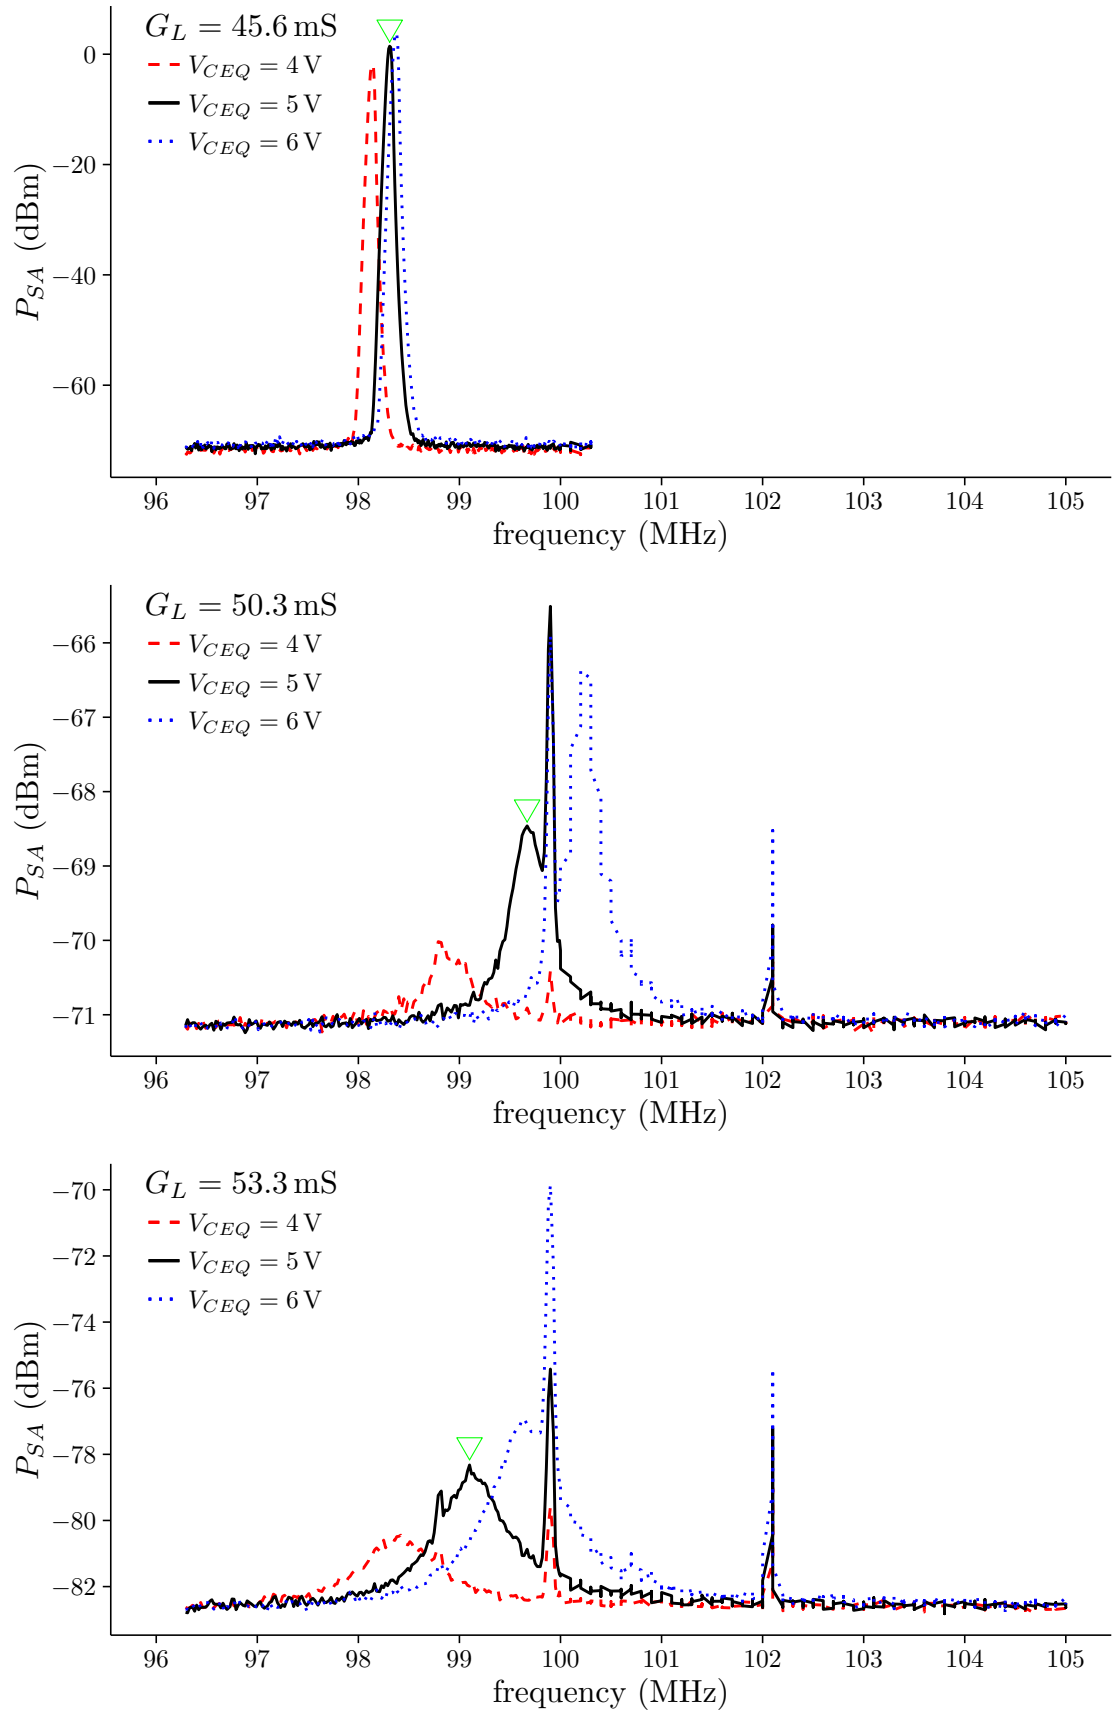 G_L = 45.6 mS
V_CEQ = 4 V
V_CEQ = 5 V
V_CEQ = 6 V
P_SA (dBm)
0
−20
−40
−60
96 97 98 99 100 101 102 103 104 105
frequency (MHz)
G_L = 50.3 mS
V_CEQ = 4 V
V_CEQ = 5 V
V_CEQ = 6 V
P_SA (dBm)
−66
−67
−68
−69
−70
−71
96 97 98 99 100 101 102 103 104 105
frequency (MHz)
G_L = 53.3 mS
V_CEQ = 4 V
V_CEQ = 5 V
V_CEQ = 6 V
P_SA (dBm)
−70
−72
−74
−76
−78
−80
−82
96 97 98 99 100 101 102 103 104 105
frequency (MHz)